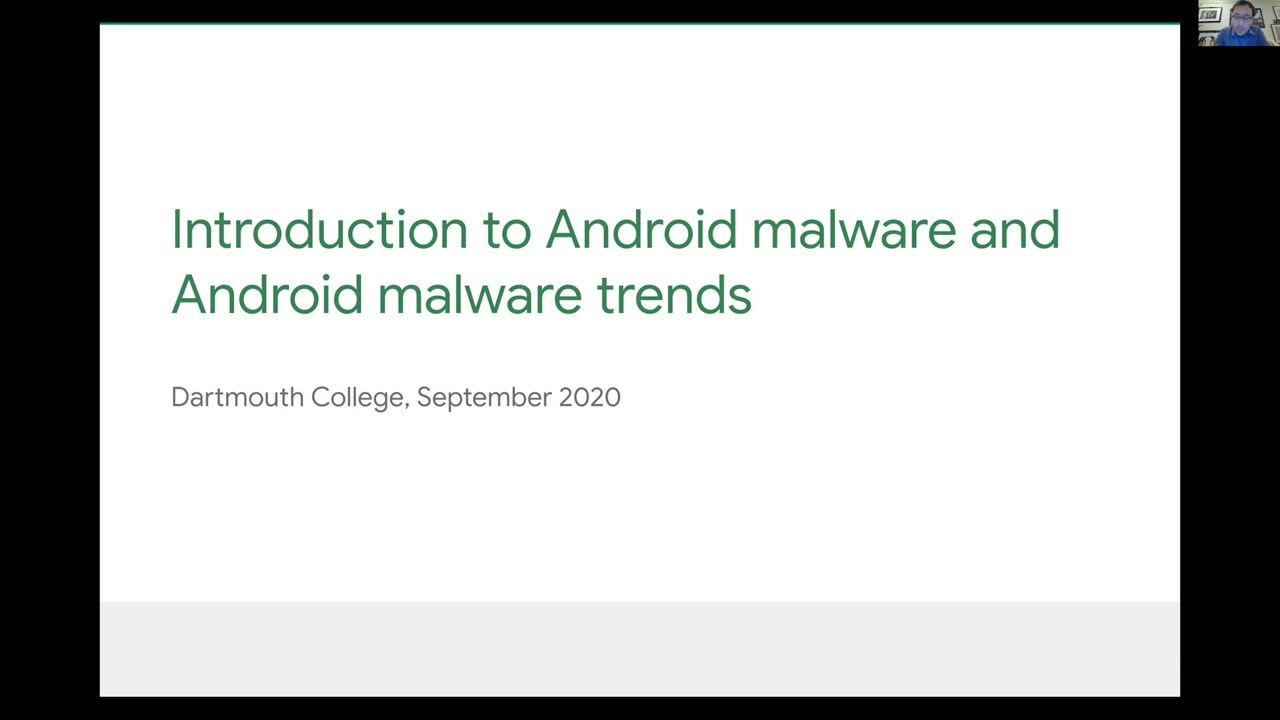 Introduction to Android malware and
Android malware trends
Dartmouth College, September 2020